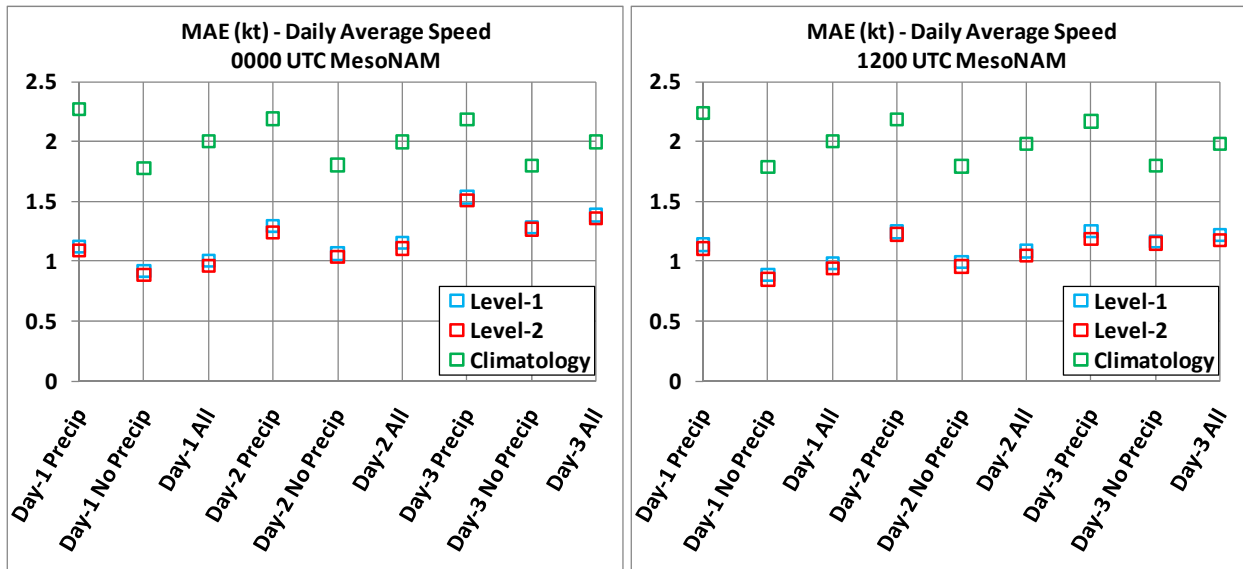 MAE (kt) - Daily Average Speed
0000 UTC MesoNAM
2.5
2
1.5
1
0.5
0
Level-1
Level-2
Climatology
Day-1 Precip
Day-1 No Precip
Day-1 All
Day-2 Precip
Day-2 No Precip
Day-2 All
Day-3 Precip
Day-3 No Precip
Day-3 All
MAE (kt) - Daily Average Speed
1200 UTC MesoNAM
2.5
2
1.5
1
0.5
0
Level-1
Level-2
Climatology
Day-1 Precip
Day-1 No Precip
Day-1 All
Day-2 Precip
Day-2 No Precip
Day-2 All
Day-3 Precip
Day-3 No Precip
Day-3 All